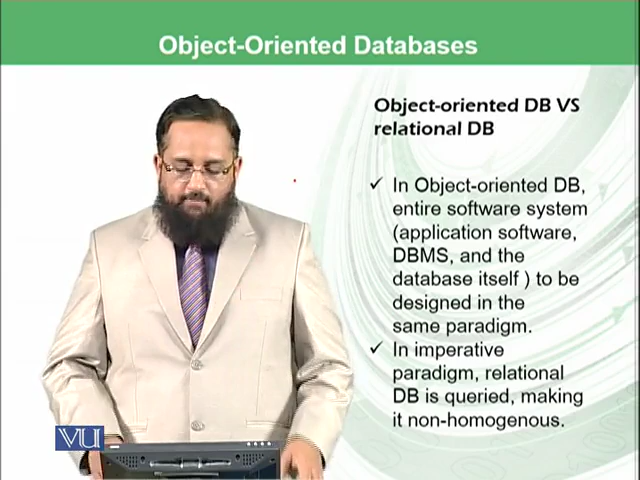 Object-Oriented Databases
Object-oriented DB VS
relational DB
✓ In Object-oriented DB,
entire software system
(application software,
DBMS, and the
database itself ) to be
designed in the
same paradigm.
✓ In imperative
paradigm, relational
DB is queried, making
it non-homogenous.
VU